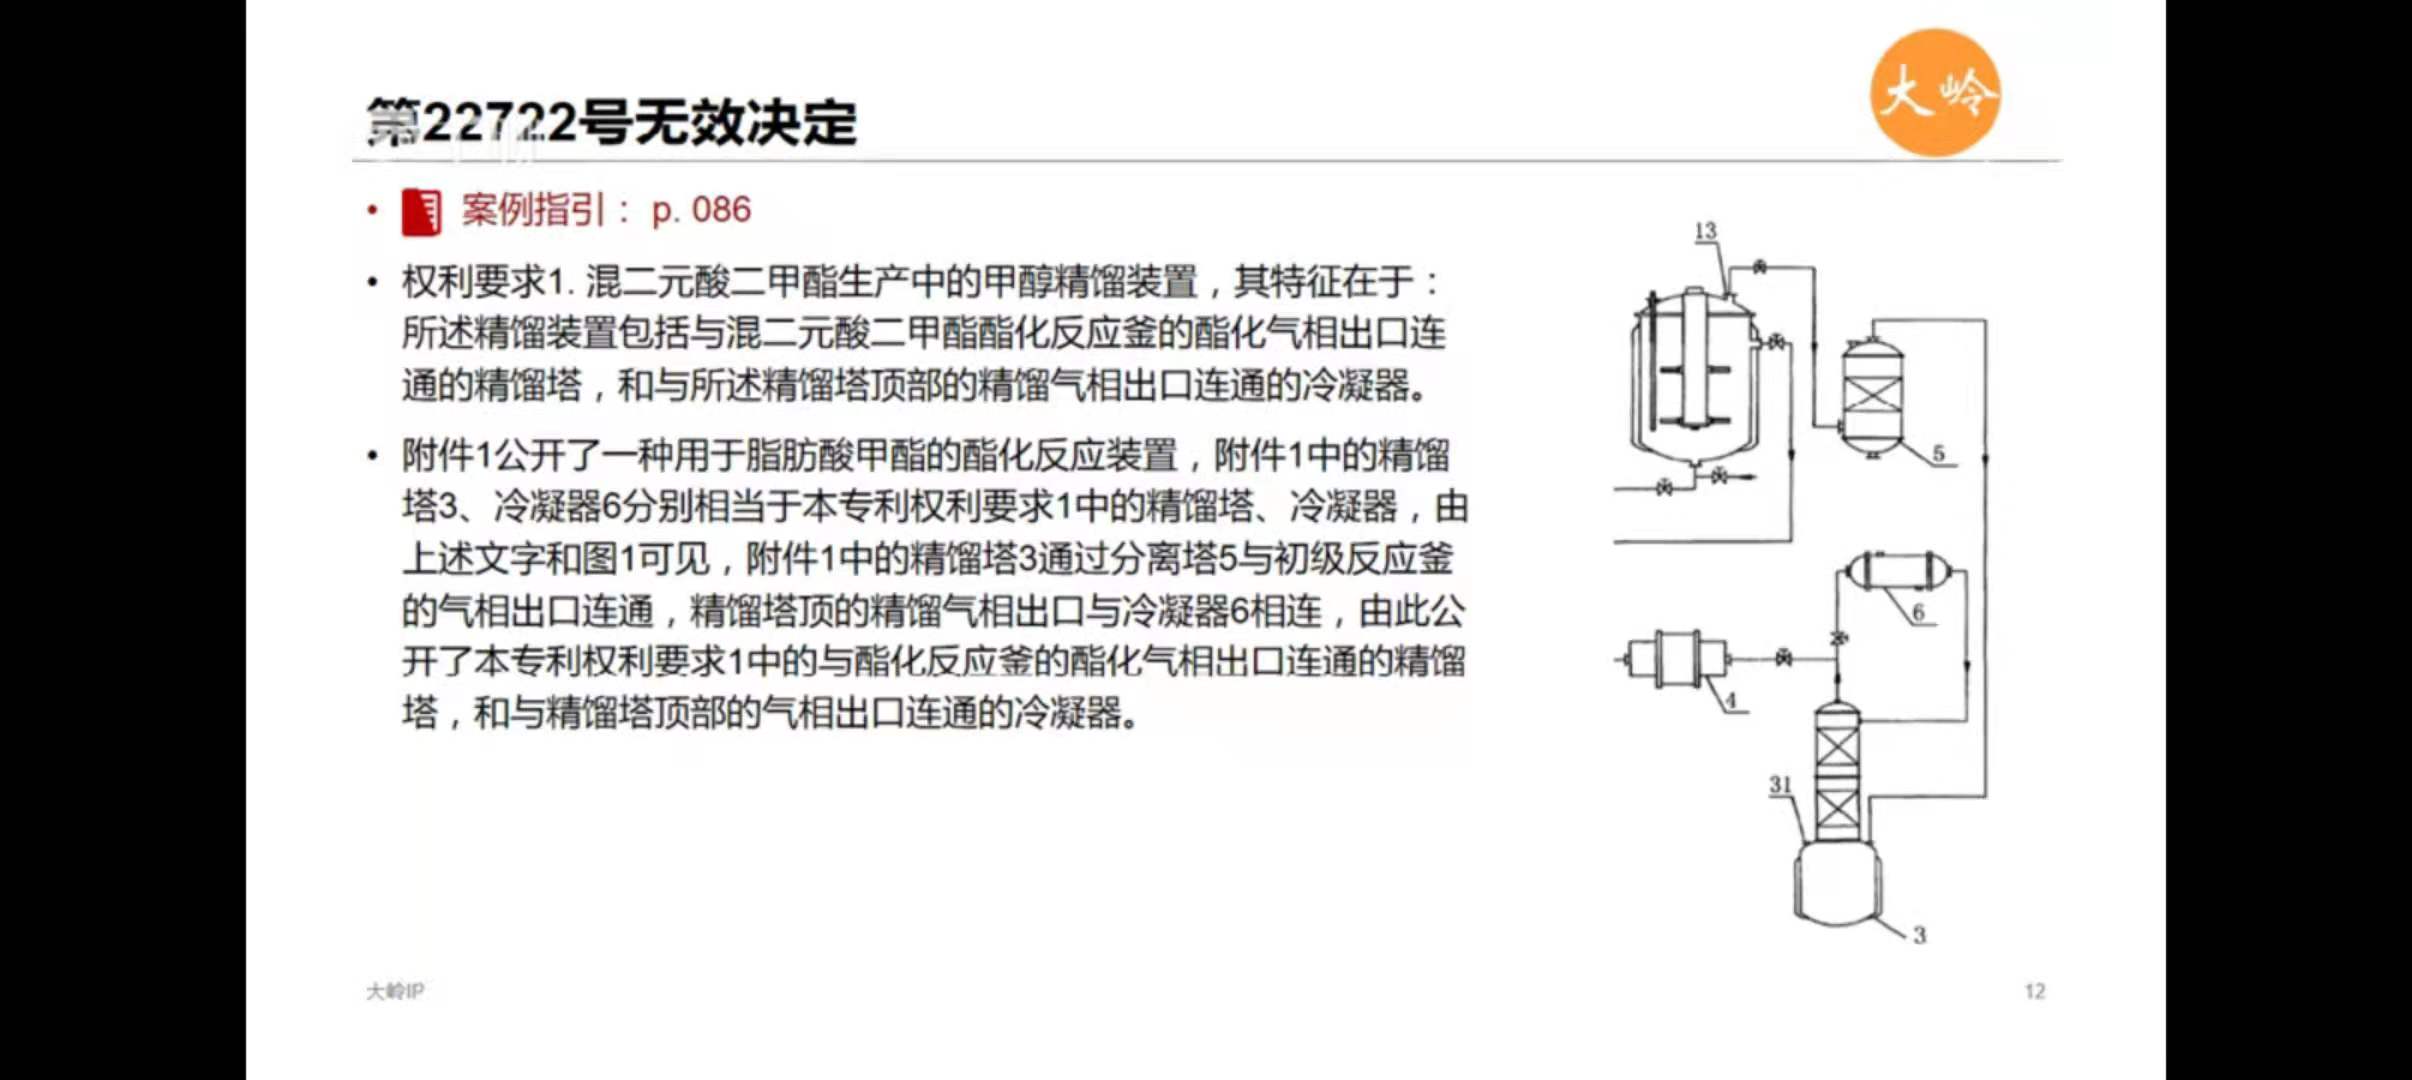 第22722号无效决定
大岭
• 案例指引： p. 086
• 权利要求1. 混二元酸二甲酯生产中的甲醇精馏装置，其特征在于：
所述精馏装置包括与混二元酸二甲酯酯化反应釜的酯化气相出口连
通的精馏塔，和与所述精馏塔顶部的精馏气相出口连通的冷凝器。
• 附件1公开了一种用于脂肪酸甲酯的酯化反应装置，附件1中的精馏
塔3、冷凝器6分别相当于本专利权利要求1中的精馏塔、冷凝器，由
上述文字和图1可见，附件1中的精馏塔3通过分离塔5与初级反应釜
的气相出口连通，精馏塔顶的精馏气相出口与冷凝器6相连，由此公
开了本专利权利要求1中的与酯化反应釜的酯化气相出口连通的精馏
塔，和与精馏塔顶部的气相出口连通的冷凝器。
13
5
6
4
31
3
大岭IP
12